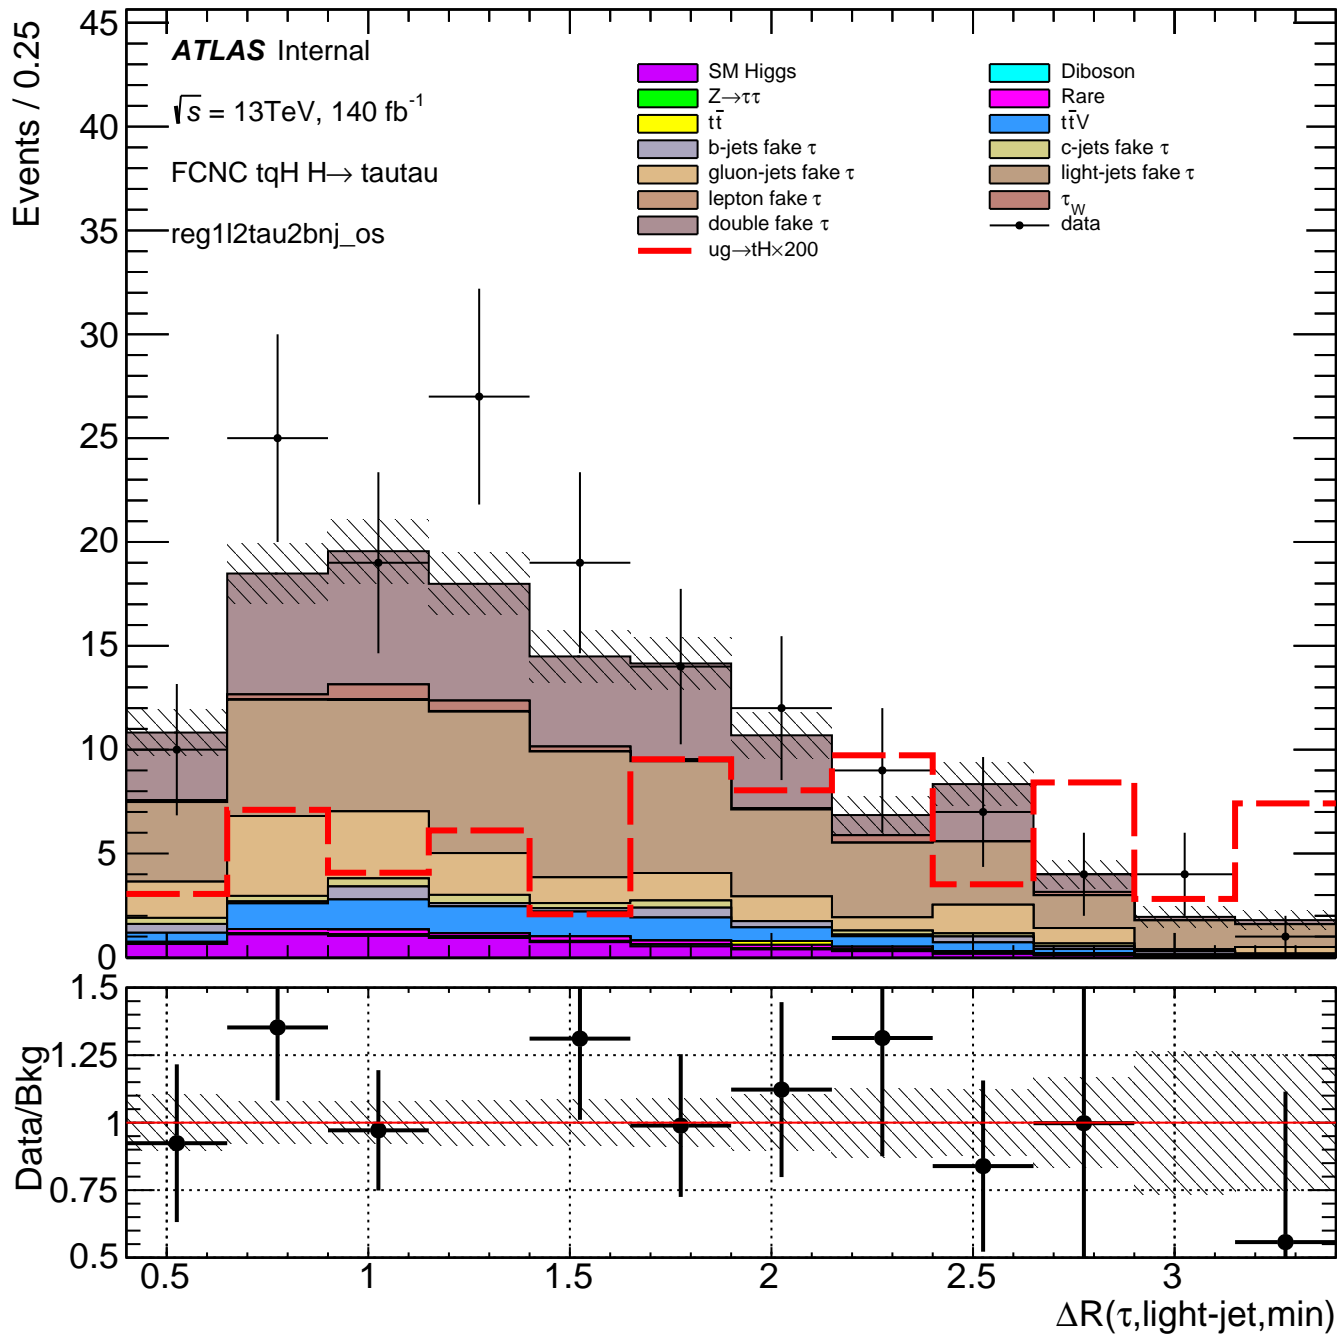 45
40
35
30
25
20
15
10
5
0
Events / 0.25
ATLAS Internal
√s = 13TeV, 140 fb⁻¹
FCNC tqH H→ tautau
reg1l2tau2bnj_os
SM Higgs
Z→ττ
tt̄
b-jets fake τ
gluon-jets fake τ
lepton fake τ
double fake τ
ug→tH×200
Diboson
Rare
tt̄V
c-jets fake τ
light-jets fake τ
τ_W
data
1.5
1.25
1
0.75
0.5
Data/Bkg
0.5 1 1.5 2 2.5 3
ΔR(τ,light-jet,min)